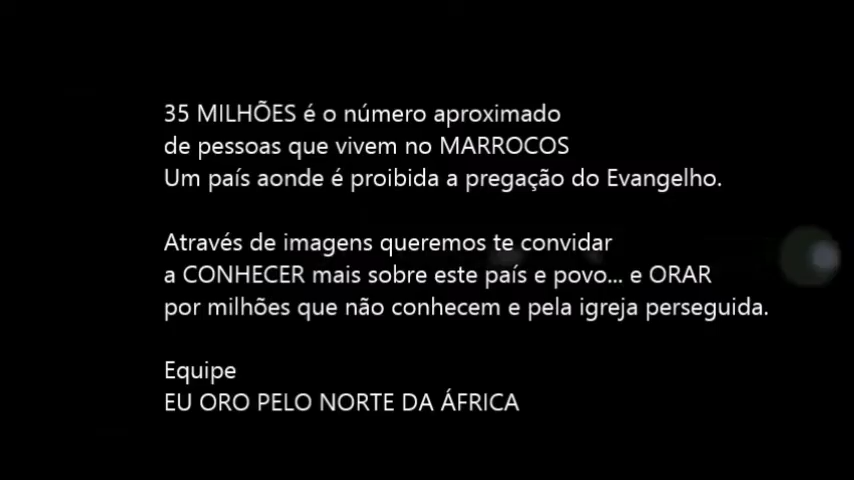 35 MILHÕES é o número aproximado
de pessoas que vivem no MARROCOS
Um país aonde é proibida a pregação do Evangelho.
Através de imagens queremos te convidar
a CONHECER mais sobre este país e povo... e ORAR
por milhões que não conhecem e pela igreja perseguida.
Equipe
EU ORO PELO NORTE DA ÁFRICA